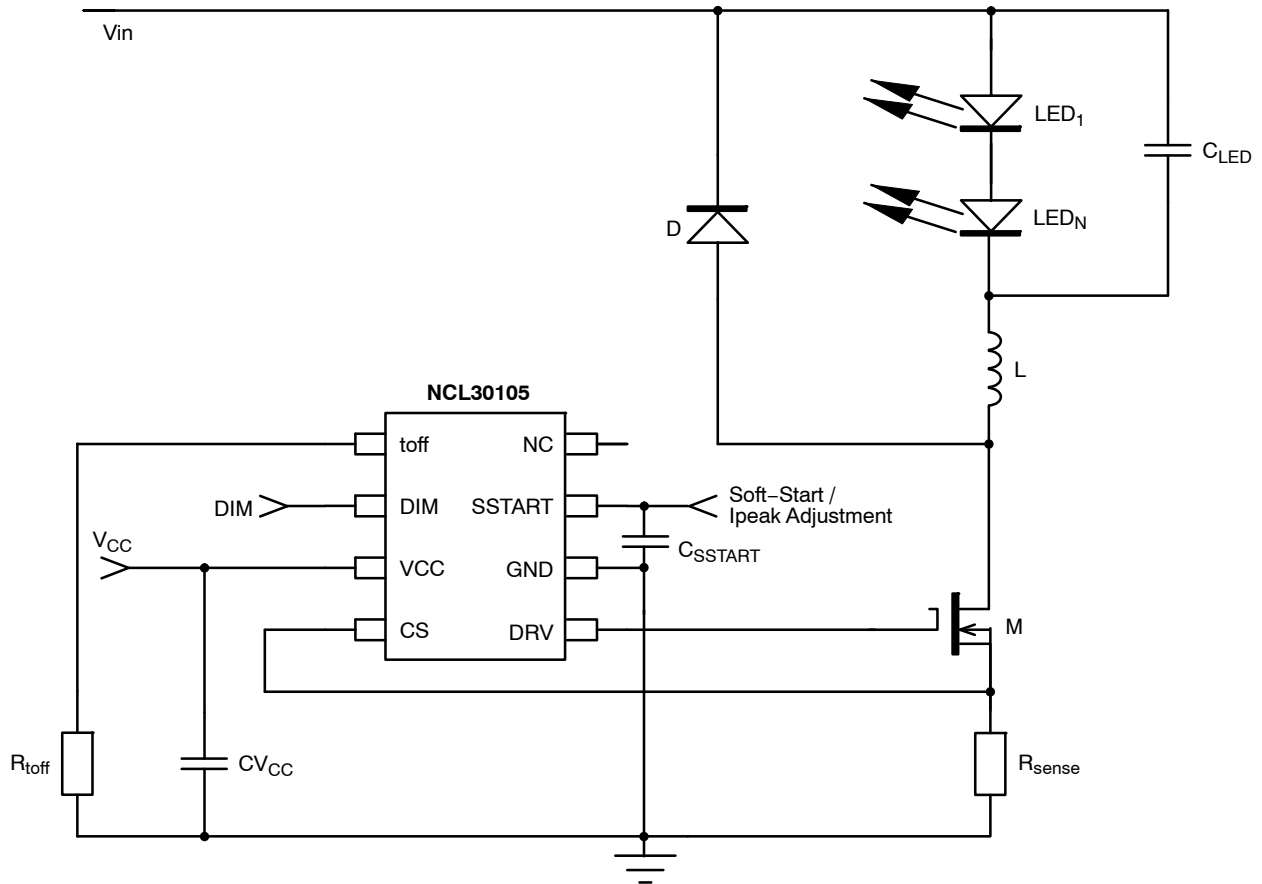 Vin
LED1
CLED
LEDN
D
L
NCL30105
toff
NC
DIM
DIM
SSTART
Soft−Start /
Ipeak Adjustment
CSSTART
VCC
VCC
GND
CS
DRV
M
Rtoff
CVCC
Rsense